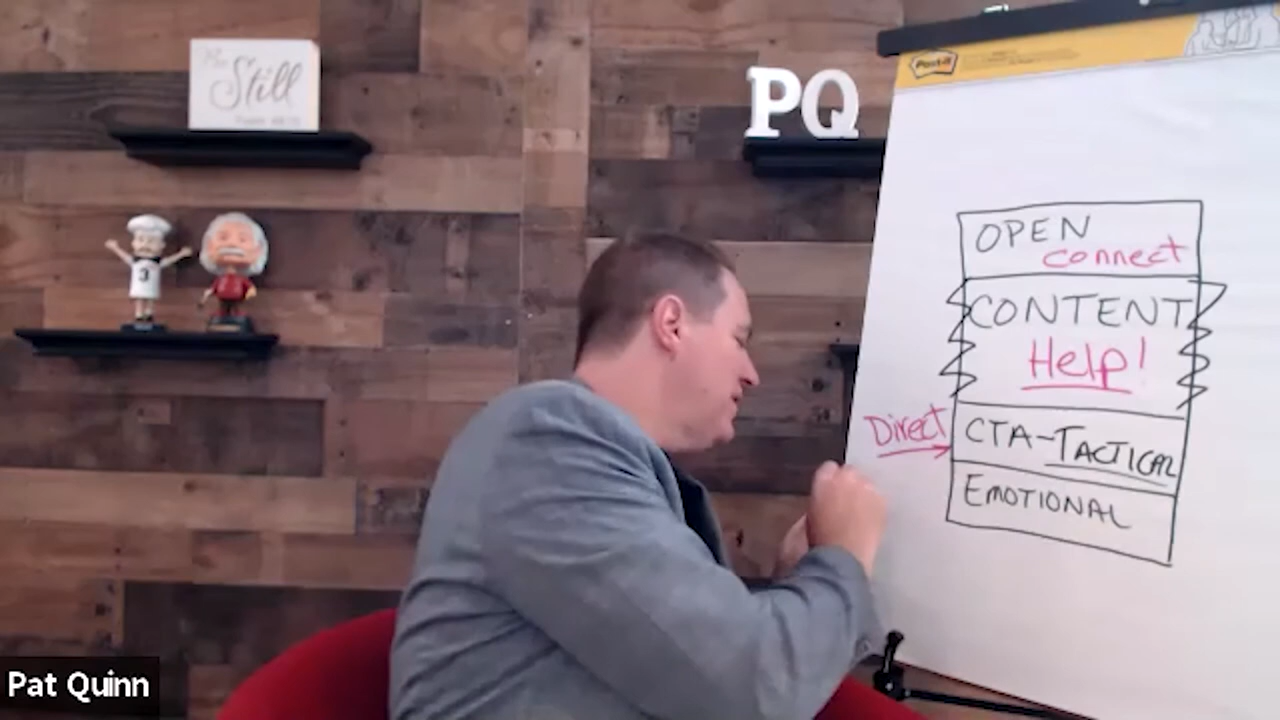 Be
Still
PQ
Post-it
OPEN
connect
CONTENT
Help!
Direct
CTA-TACTICAL
EMOTIONAL
Pat Quinn